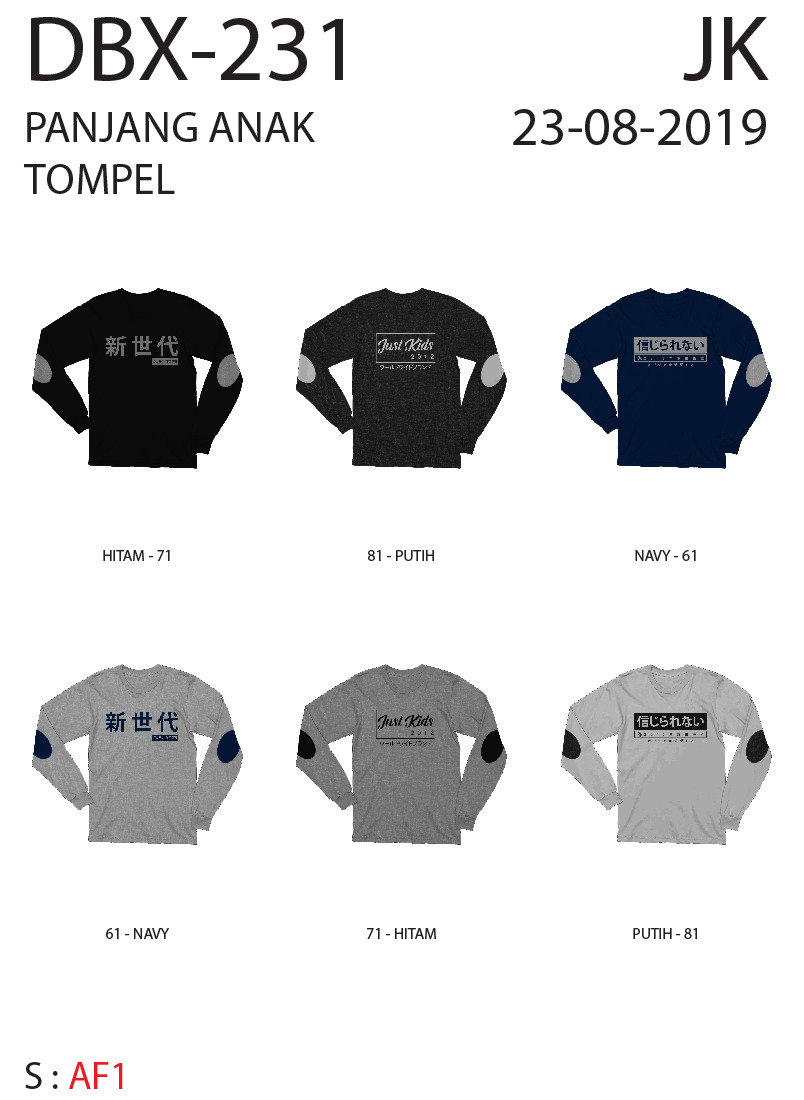 DBX-231
JK
PANJANG ANAK
23-08-2019
TOMPEL
新世代
Just Kids
2012
ワールドワイドブランド
信じられない
HITAM - 71
81 - PUTIH
NAVY - 61
新世代
Just Kids
2012
ワールドワイドブランド
信じられない
61 - NAVY
71 - HITAM
PUTIH - 81
S : AF1